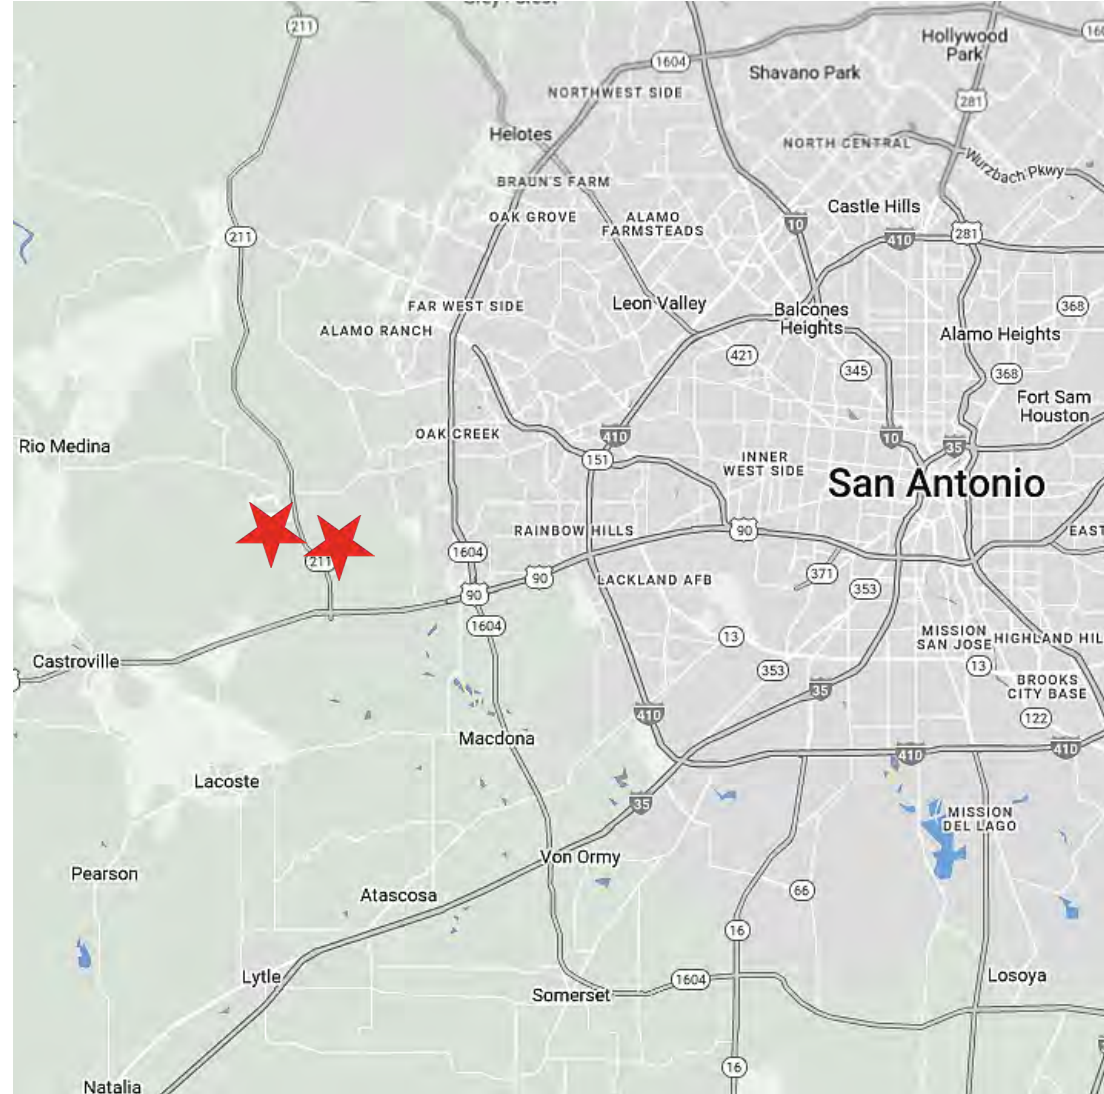 Grey Forest
211
Hollywood
Park
160
1604
Shavano Park
NORTHWEST SIDE
281
Helotes
NORTH CENTRAL
Wurzbach Pkwy
BRAUN'S FARM
Castle Hills
OAK GROVE
ALAMO
FARMSTEADS
10
211
410
281
FAR WEST SIDE
Leon Valley
Balcones
Heights
368
ALAMO RANCH
Alamo Heights
421
345
368
Fort Sam
Houston
OAK CREEK
410
10
35
Rio Medina
151
INNER
WEST SIDE
San Antonio
RAINBOW HILLS
90
EAST
1604
211
90
371
353
LACKLAND AFB
90
1604
13
MISSION
SAN JOSE
HIGHLAND HIL
Castroville
353
13
35
BROOKS
CITY BASE
410
122
Macdona
410
410
Lacoste
35
MISSION
DEL LAGO
Von Ormy
Pearson
Atascosa
66
16
Lytle
1604
Losoya
Somerset
16
Natalia